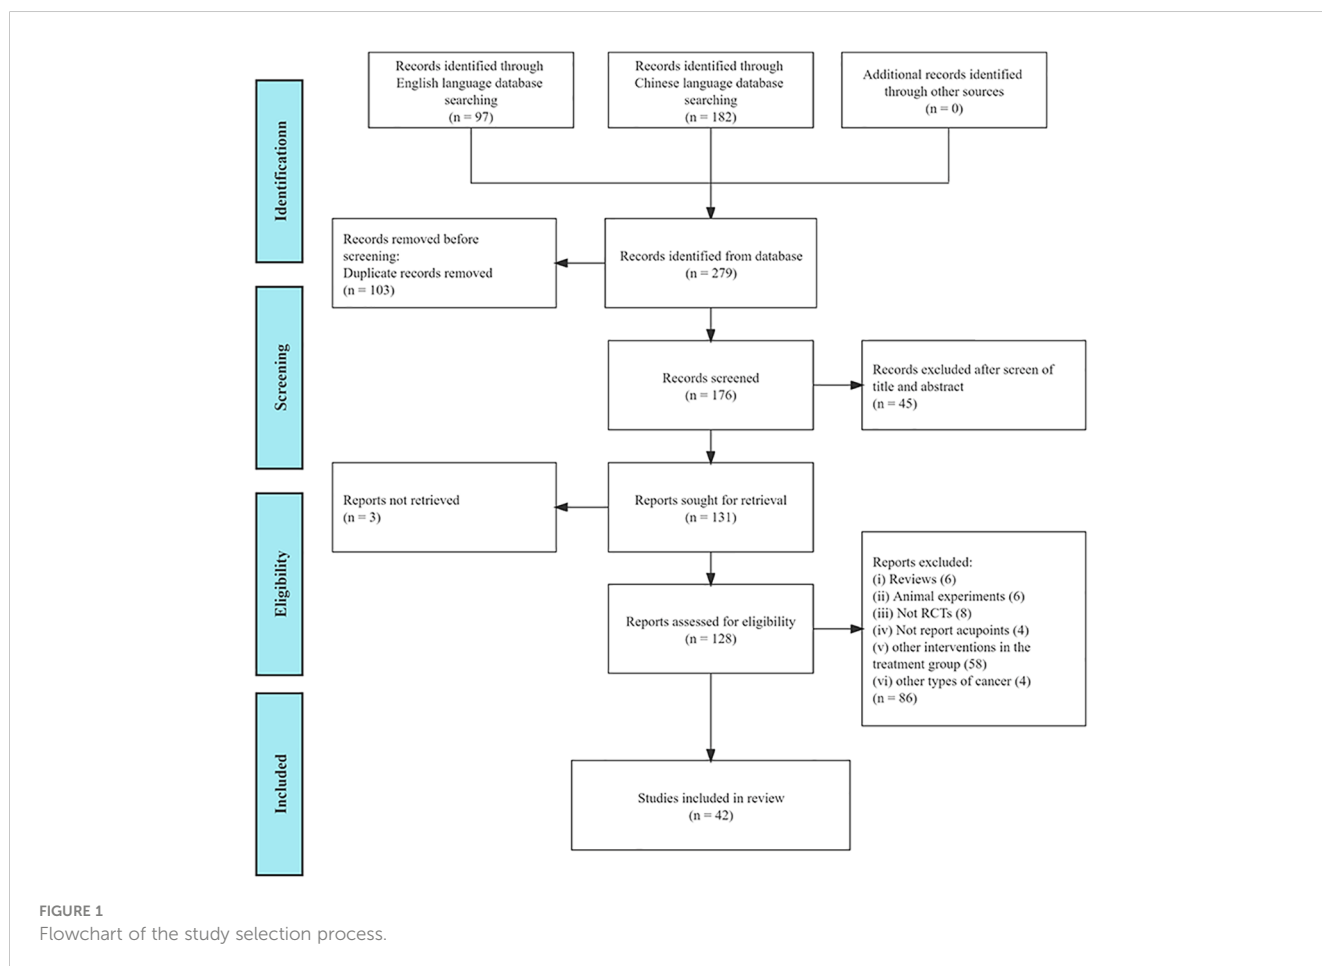 Records identified through
English language database
searching
(n = 97)
Records identified through
Chinese language database
searching
(n = 182)
Additional records identified
through other sources
(n = 0)
Identificationn
Records removed before
screening:
Duplicate records removed
(n = 103)
Records identified from database
(n = 279)
Screening
Records screened
(n = 176)
Records excluded after screen of
title and abstract
(n = 45)
Reports not retrieved
(n = 3)
Reports sought for retrieval
(n = 131)
Eligibility
Reports assessed for eligibility
(n = 128)
Reports excluded:
(i) Reviews (6)
(ii) Animal experiments (6)
(iii) Not RCTs (8)
(iv) Not report acupoints (4)
(v) other interventions in the
treatment group (58)
(vi) other types of cancer (4)
(n = 86)
Included
Studies included in review
(n = 42)
FIGURE 1
Flowchart of the study selection process.